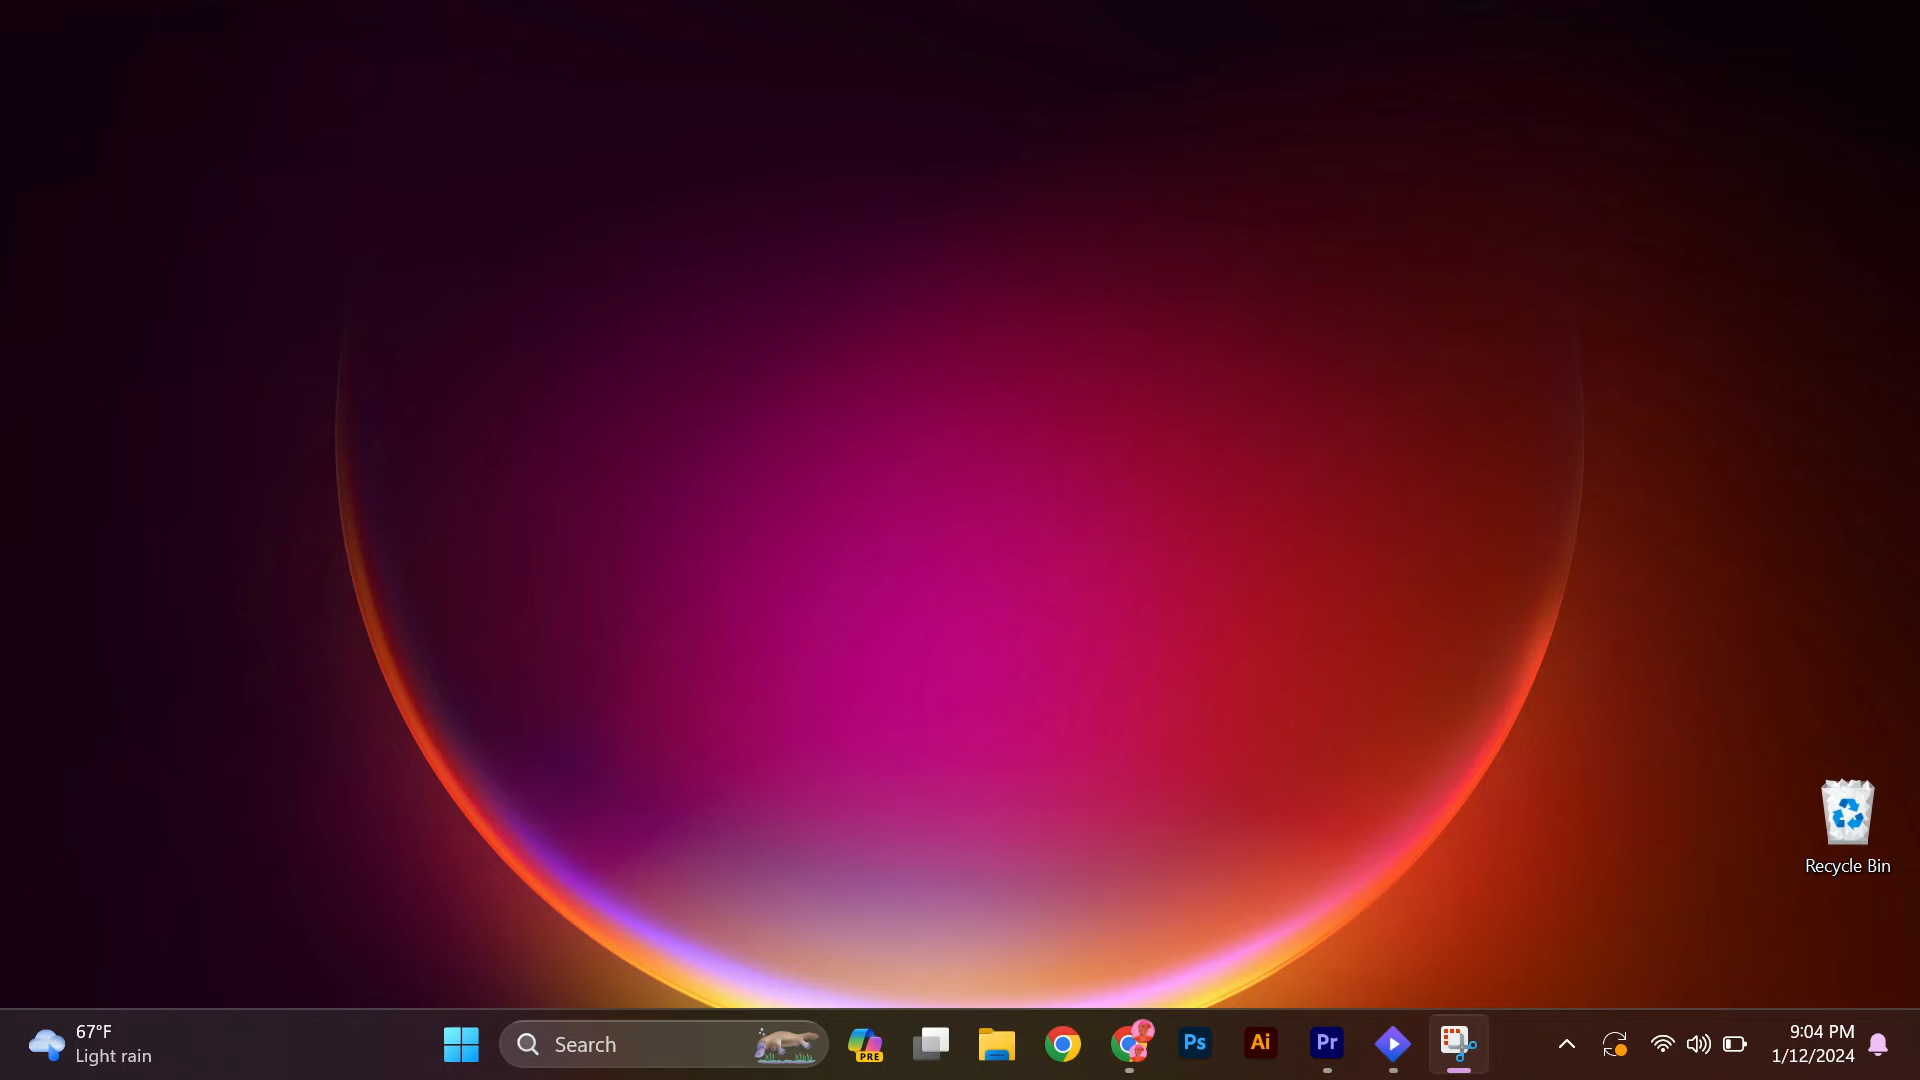 Recycle Bin
67°F
Light rain
Search
PRE
Ps
Ai
Pr
9:04 PM
1/12/2024